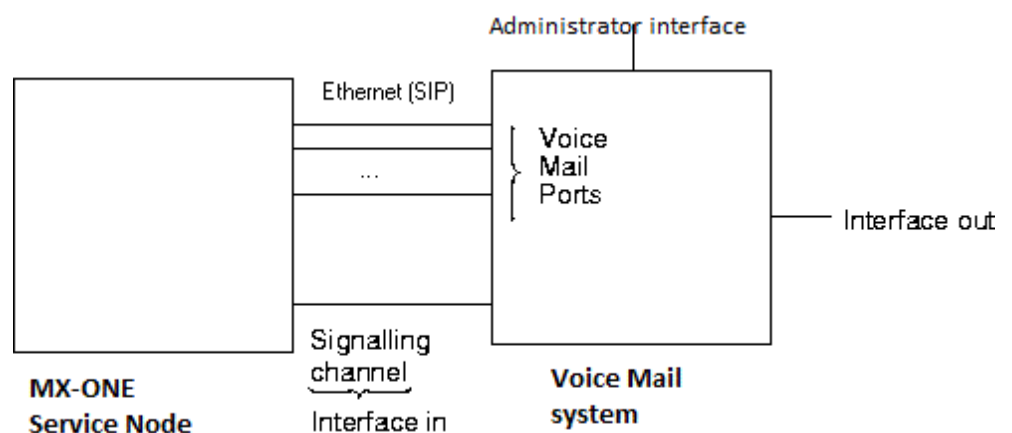 Administrator interface
Ethernet (SIP)
Voice
Mail
Ports
...
Interface out
Signalling
channel
Interface in
MX-ONE
Service Node
Voice Mail
system